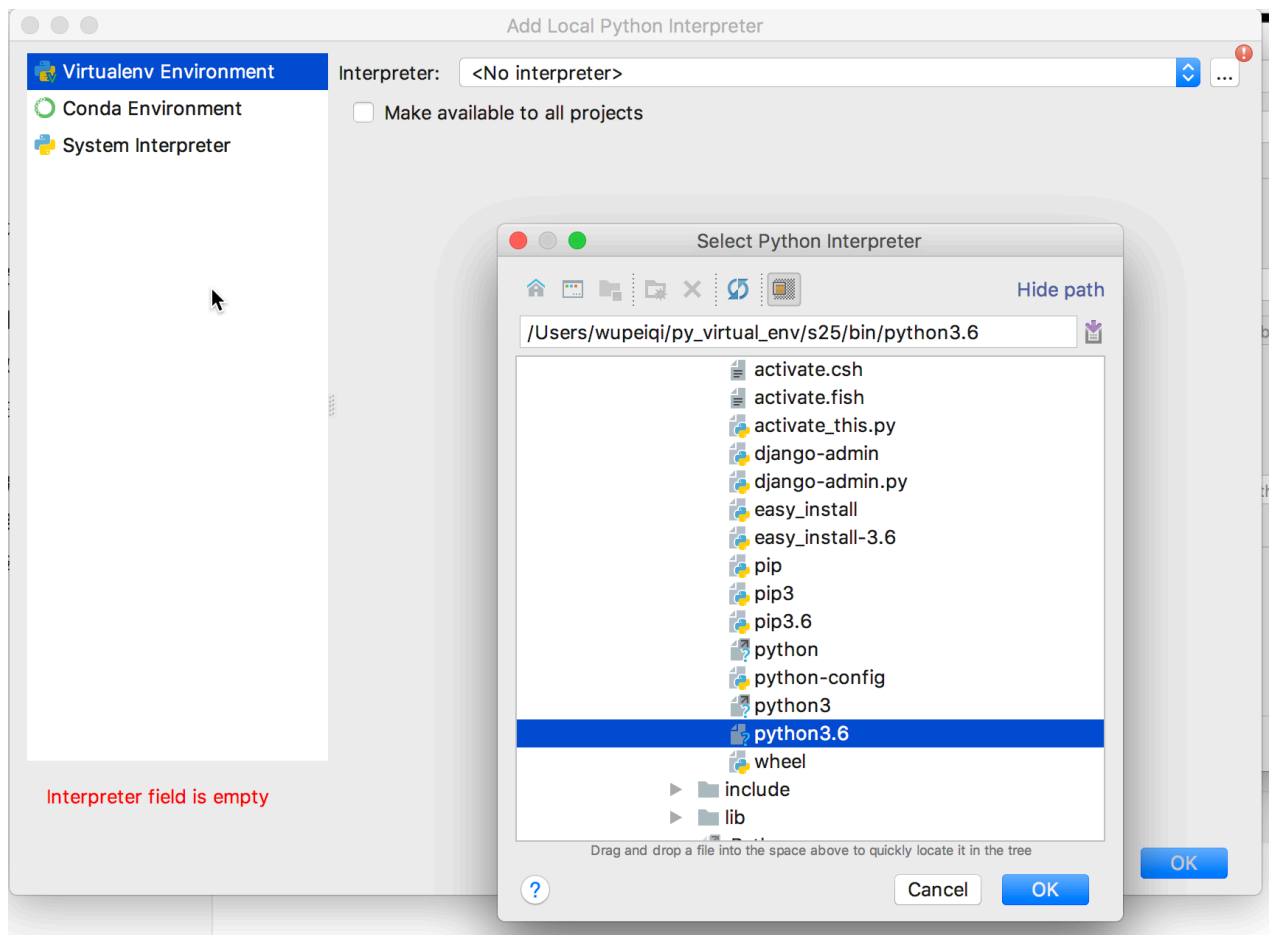 Add Local Python Interpreter
Virtualenv Environment
Conda Environment
System Interpreter
Interpreter: <No interpreter> ...
Make available to all projects
Interpreter field is empty
Select Python Interpreter
Hide path
/Users/wupeiqi/py_virtual_env/s25/bin/python3.6
activate.csh
activate.fish
activate_this.py
django-admin
django-admin.py
easy_install
easy_install-3.6
pip
pip3
pip3.6
python
python-config
python3
python3.6
wheel
include
lib
Drag and drop a file into the space above to quickly locate it in the tree
?
Cancel
OK
OK